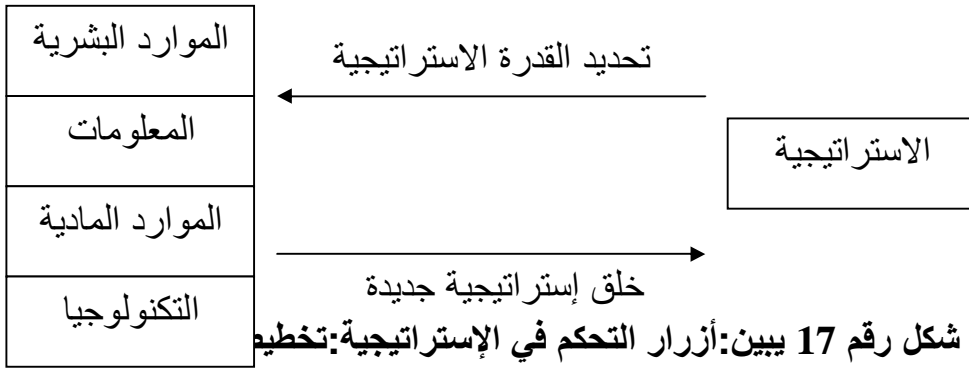 الموارد البشرية
المعلومات
الموارد المادية
التكنولوجيا
تحديد القدرة الاستراتيجية
الاستراتيجية
خلق إستراتيجية جديدة
شكل رقم 17 يبين:أزرار التحكم في الإستراتيجية: